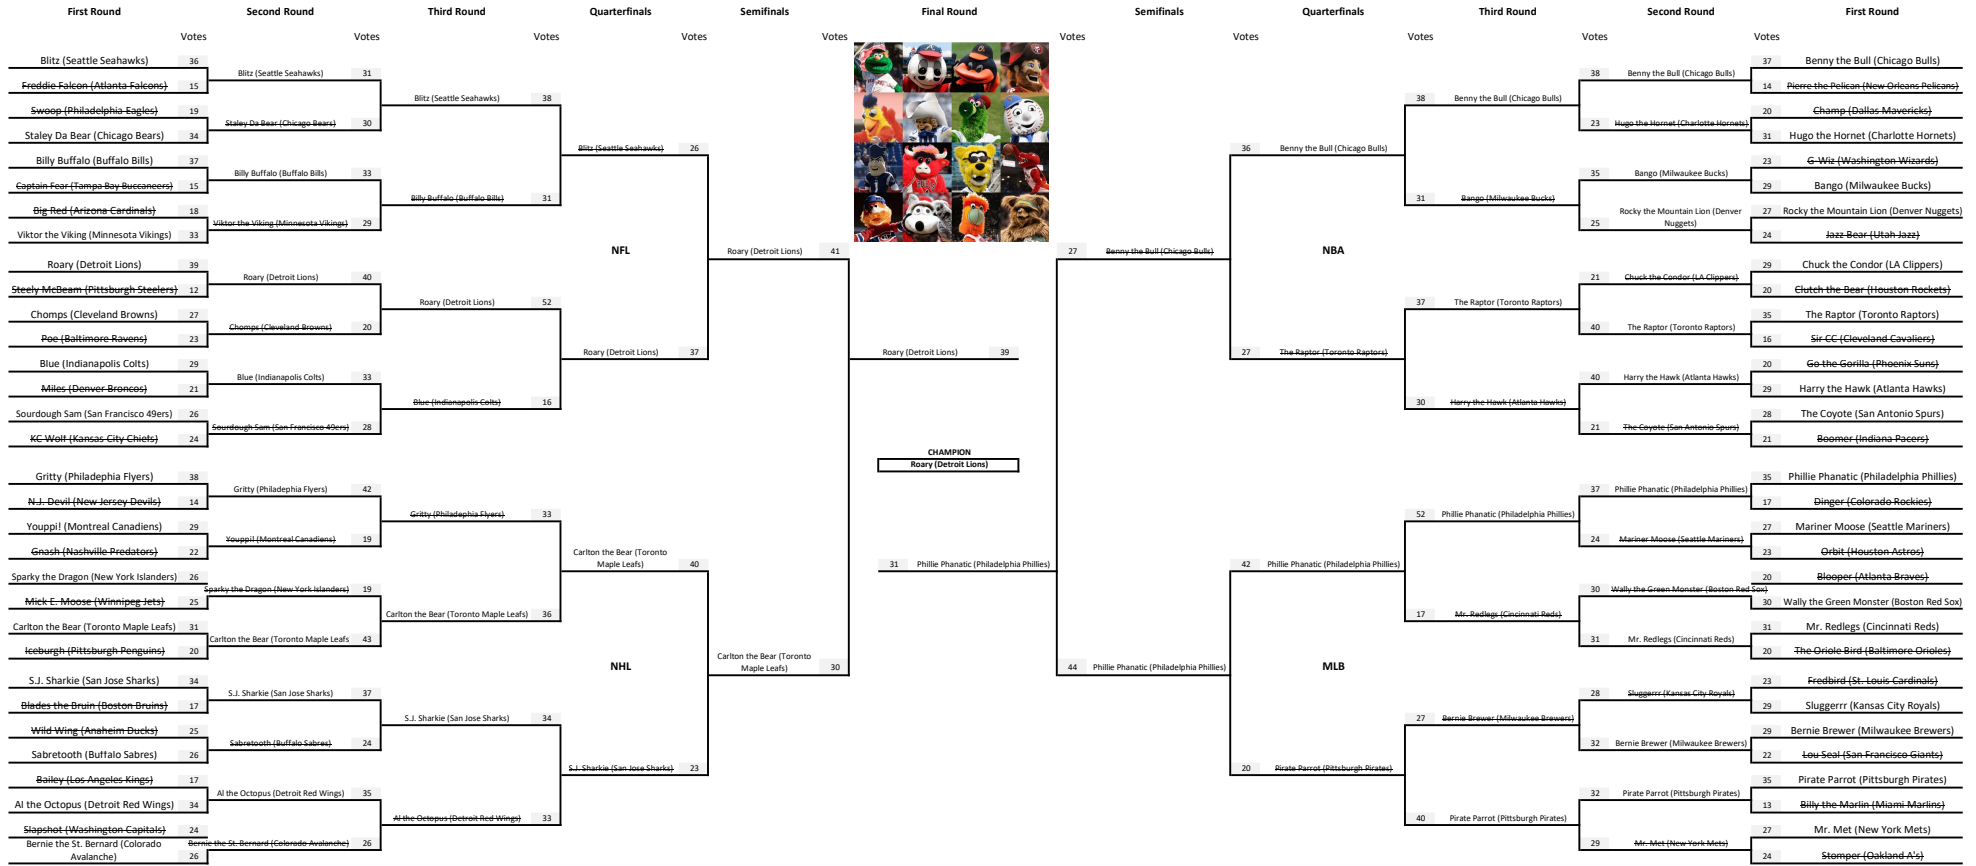 First Round
Second Round
Third Round
Quarterfinals
Semifinals
Final Round
Semifinals
Quarterfinals
Third Round
Second Round
First Round
Votes
Votes
Votes
Votes
Votes
Votes
Votes
Votes
Votes
Votes
Blitz (Seattle Seahawks) 36
Freddie Falcon (Atlanta Falcons) 15
Swoop (Philadelphia Eagles) 19
Staley Da Bear (Chicago Bears) 34
Billy Buffalo (Buffalo Bills) 37
Captain Fear (Tampa Bay Buccaneers) 15
Big Red (Arizona Cardinals) 18
Viktor the Viking (Minnesota Vikings) 33
Roary (Detroit Lions) 39
Steely McBeam (Pittsburgh Steelers) 12
Chomps (Cleveland Browns) 27
Poe (Baltimore Ravens) 23
Blue (Indianapolis Colts) 29
Miles (Denver Broncos) 21
Sourdough Sam (San Francisco 49ers) 26
KC Wolf (Kansas City Chiefs) 24
Gritty (Philadephia Flyers) 38
N.J. Devil (New Jersey Devils) 14
Youppi! (Montreal Canadiens) 29
Gnash (Nashville Predators) 22
Sparky the Dragon (New York Islanders) 26
Mick E. Moose (Winnipeg Jets) 25
Carlton the Bear (Toronto Maple Leafs) 31
Iceburgh (Pittsburgh Penguins) 20
S.J. Sharkie (San Jose Sharks) 34
Blades the Bruin (Boston Bruins) 17
Wild Wing (Anaheim Ducks) 25
Sabretooth (Buffalo Sabres) 26
Bailey (Los Angeles Kings) 17
Al the Octopus (Detroit Red Wings) 34
Slapshot (Washington Capitals) 24
Bernie the St. Bernard (Colorado
Avalanche) 26
Blitz (Seattle Seahawks) 31
Staley Da Bear (Chicago Bears) 30
Billy Buffalo (Buffalo Bills) 33
Viktor the Viking (Minnesota Vikings) 29
Roary (Detroit Lions) 40
Chomps (Cleveland Browns) 20
Blue (Indianapolis Colts) 33
Sourdough Sam (San Francisco 49ers) 28
Gritty (Philadephia Flyers) 42
Youppi! (Montreal Canadiens) 19
Sparky the Dragon (New York Islanders) 19
Carlton the Bear (Toronto Maple Leafs 43
S.J. Sharkie (San Jose Sharks) 37
Sabretooth (Buffalo Sabres) 24
Al the Octopus (Detroit Red Wings) 35
Bernie the St. Bernard (Colorado Avalanche) 26
Blitz (Seattle Seahawks) 38
Billy Buffalo (Buffalo Bills) 31
Roary (Detroit Lions) 52
Blue (Indianapolis Colts) 16
Gritty (Philadephia Flyers) 33
Carlton the Bear (Toronto Maple Leafs) 36
S.J. Sharkie (San Jose Sharks) 34
Al the Octopus (Detroit Red Wings) 33
Blitz (Seattle Seahawks) 26
NFL
Roary (Detroit Lions) 37
Carlton the Bear (Toronto
Maple Leafs) 40
NHL
S.J. Sharkie (San Jose Sharks) 23
Roary (Detroit Lions) 41
Carlton the Bear (Toronto
Maple Leafs) 30
Roary (Detroit Lions) 39
CHAMPION
Roary (Detroit Lions)
31 Phillie Phanatic (Philadelphia Phillies)
27 Benny the Bull (Chicago Bulls)
44 Phillie Phanatic (Philadelphia Phillies)
36 Benny the Bull (Chicago Bulls)
NBA
27 The Raptor (Toronto Raptors)
42 Phillie Phanatic (Philadelphia Phillies)
MLB
20 Pirate Parrot (Pittsburgh Pirates)
38 Benny the Bull (Chicago Bulls)
31 Bango (Milwaukee Bucks)
37 The Raptor (Toronto Raptors)
30 Harry the Hawk (Atlanta Hawks)
52 Phillie Phanatic (Philadelphia Phillies)
17 Mr. Redlegs (Cincinnati Reds)
27 Bernie Brewer (Milwaukee Brewers)
40 Pirate Parrot (Pittsburgh Pirates)
38 Benny the Bull (Chicago Bulls)
23 Hugo the Hornet (Charlotte Hornets)
35 Bango (Milwaukee Bucks)
Rocky the Mountain Lion (Denver
25 Nuggets)
21 Chuck the Condor (LA Clippers)
40 The Raptor (Toronto Raptors)
40 Harry the Hawk (Atlanta Hawks)
21 The Coyote (San Antonio Spurs)
37 Phillie Phanatic (Philadelphia Phillies)
24 Mariner Moose (Seattle Mariners)
30 Wally the Green Monster (Boston Red Sox)
31 Mr. Redlegs (Cincinnati Reds)
28 Sluggerrr (Kansas City Royals)
32 Bernie Brewer (Milwaukee Brewers)
32 Pirate Parrot (Pittsburgh Pirates)
29 Mr. Met (New York Mets)
37 Benny the Bull (Chicago Bulls)
14 Pierre the Pelican (New Orleans Pelicans)
20 Champ (Dallas Mavericks)
31 Hugo the Hornet (Charlotte Hornets)
23 G-Wiz (Washington Wizards)
29 Bango (Milwaukee Bucks)
27 Rocky the Mountain Lion (Denver Nuggets)
24 Jazz Bear (Utah Jazz)
29 Chuck the Condor (LA Clippers)
20 Clutch the Bear (Houston Rockets)
35 The Raptor (Toronto Raptors)
16 Sir CC (Cleveland Cavaliers)
20 Go the Gorilla (Phoenix Suns)
29 Harry the Hawk (Atlanta Hawks)
28 The Coyote (San Antonio Spurs)
21 Boomer (Indiana Pacers)
35 Phillie Phanatic (Philadelphia Phillies)
17 Dinger (Colorado Rockies)
27 Mariner Moose (Seattle Mariners)
23 Orbit (Houston Astros)
20 Blooper (Atlanta Braves)
30 Wally the Green Monster (Boston Red Sox)
31 Mr. Redlegs (Cincinnati Reds)
20 The Oriole Bird (Baltimore Orioles)
23 Fredbird (St. Louis Cardinals)
29 Sluggerrr (Kansas City Royals)
29 Bernie Brewer (Milwaukee Brewers)
22 Lou Seal (San Francisco Giants)
35 Pirate Parrot (Pittsburgh Pirates)
13 Billy the Marlin (Miami Marlins)
27 Mr. Met (New York Mets)
24 Stomper (Oakland A's)